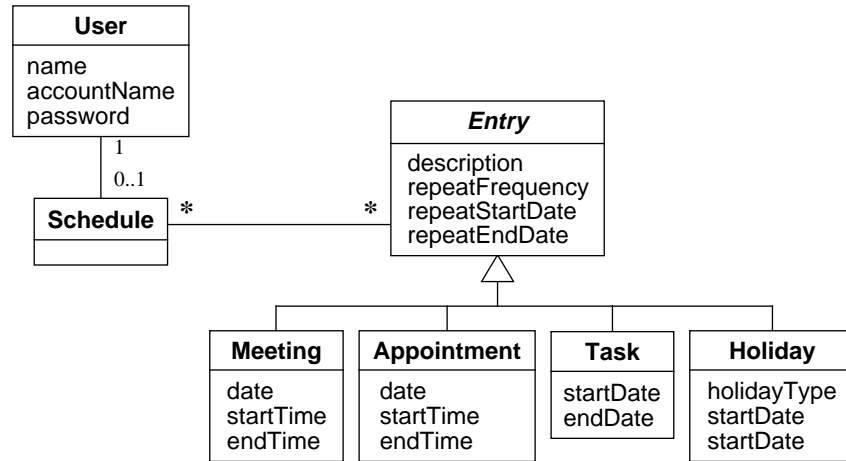 User
name
accountName
password
1
0..1
Schedule
*
*
Entry
description
repeatFrequency
repeatStartDate
repeatEndDate
Meeting
date
startTime
endTime
Appointment
date
startTime
endTime
Task
startDate
endDate
Holiday
holidayType
startDate
startDate